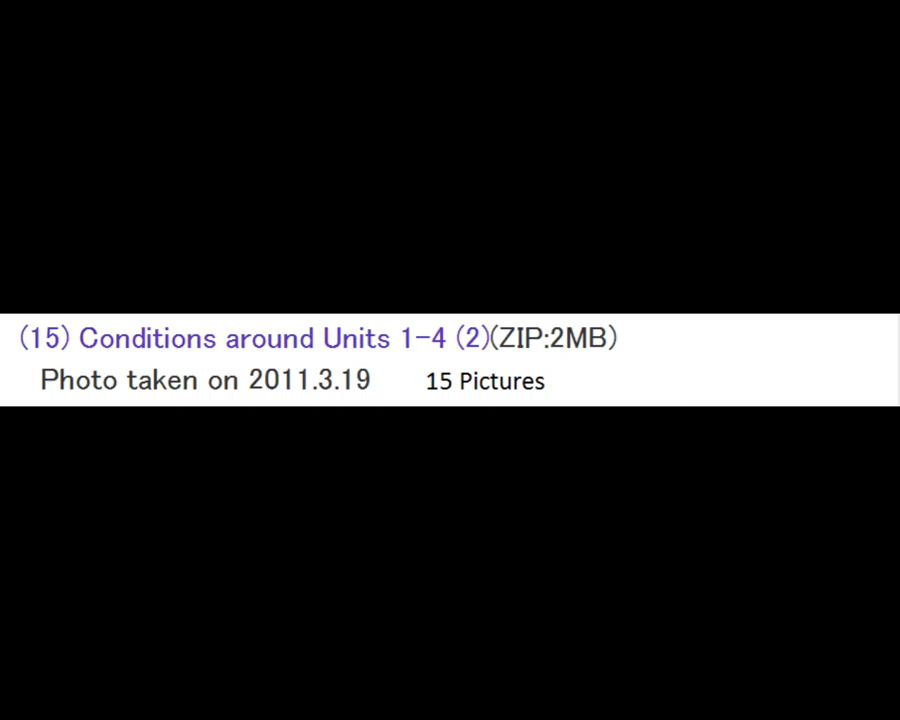 (15) Conditions around Units 1-4 (2)(ZIP:2MB)
Photo taken on 2011.3.19 15 Pictures